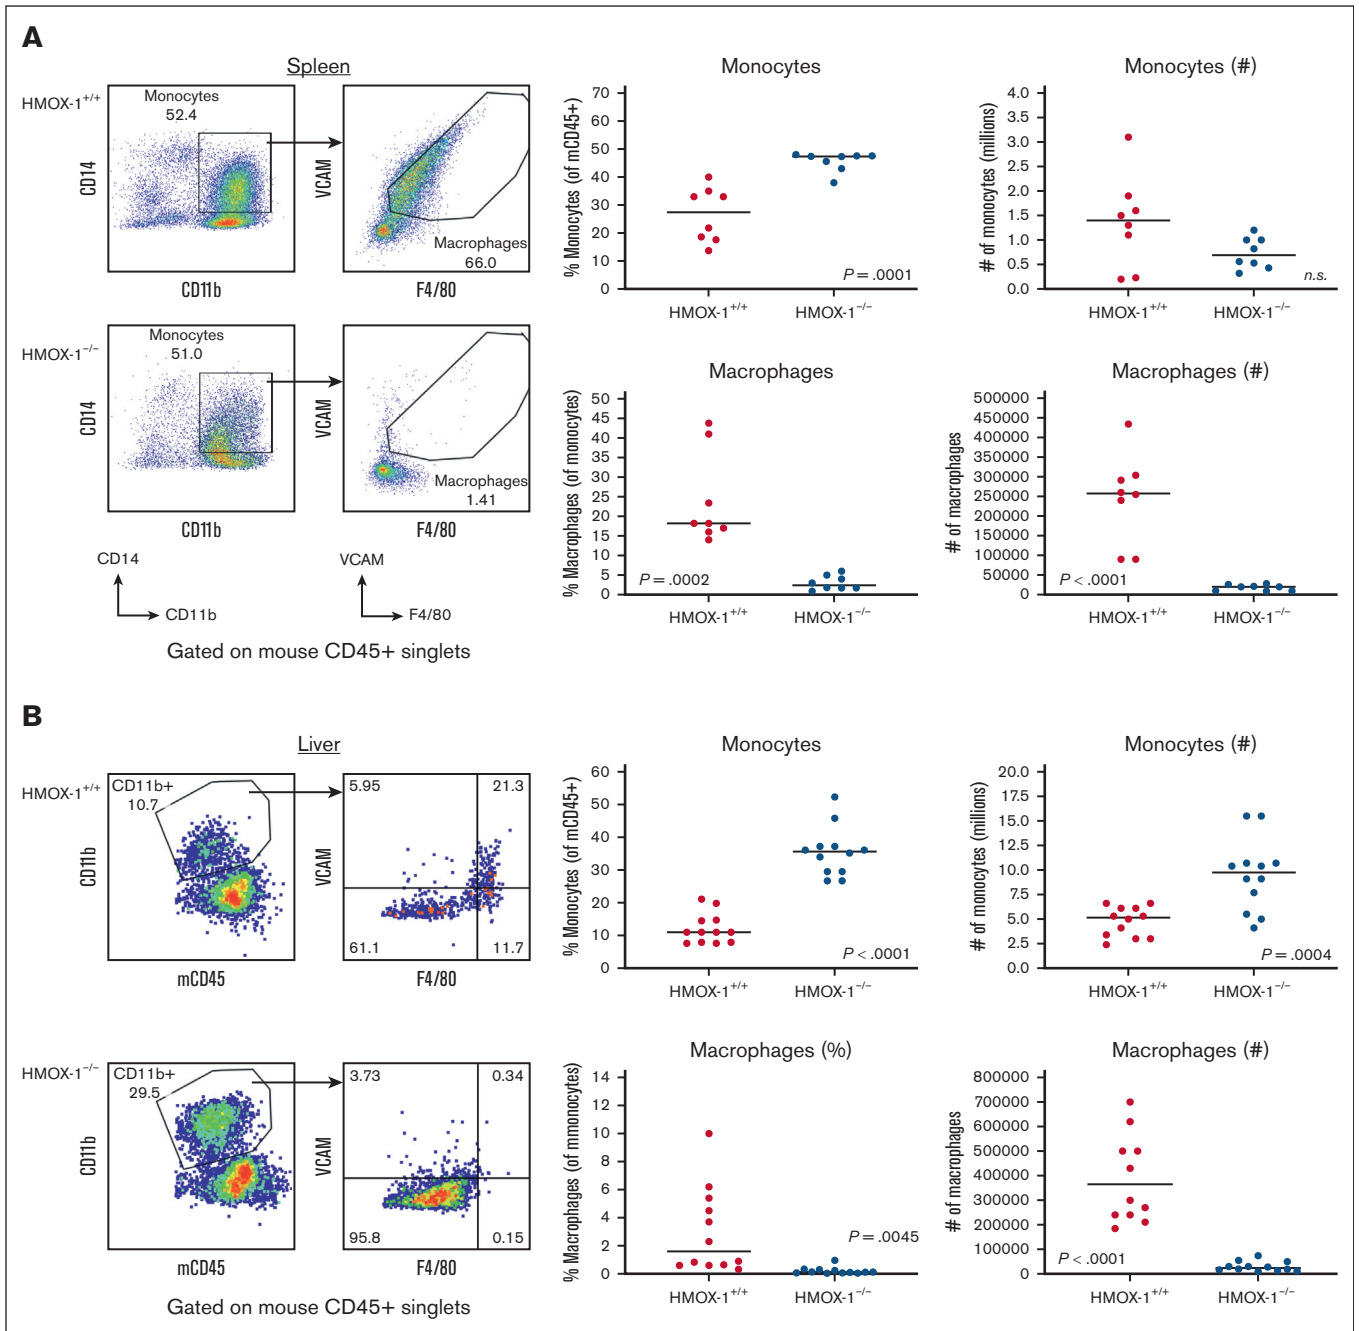 A
Spleen
HMOX-1+/+
Monocytes
52.4
CD14
CD11b
VCAM
Macrophages
66.0
F4/80
HMOX-1−/−
Monocytes
51.0
CD14
CD11b
VCAM
Macrophages
1.41
F4/80
CD14
CD11b
VCAM
F4/80
Gated on mouse CD45+ singlets
Monocytes
% Monocytes (of mCD45+)
70
60
50
40
30
20
10
0
P = .0001
HMOX-1+/+
HMOX-1−/−
Monocytes (#)
# of monocytes (millions)
4.0
3.5
3.0
2.5
2.0
1.5
1.0
0.5
0.0
n.s.
HMOX-1+/+
HMOX-1−/−
Macrophages
% Macrophages (of monocytes)
50
45
40
35
30
25
20
15
10
5
0
P = .0002
HMOX-1+/+
HMOX-1−/−
Macrophages (#)
# of macrophages
500000
450000
400000
350000
300000
250000
200000
150000
100000
50000
0
P < .0001
HMOX-1+/+
HMOX-1−/−
B
Liver
HMOX-1+/+
CD11b+
10.7
CD11b
mCD45
5.95
21.3
VCAM
61.1
11.7
F4/80
HMOX-1−/−
CD11b+
29.5
CD11b
mCD45
3.73
0.34
VCAM
95.8
0.15
F4/80
Gated on mouse CD45+ singlets
Monocytes
% Monocytes (of mCD45+)
60
50
40
30
20
10
0
P < .0001
HMOX-1+/+
HMOX-1−/−
Monocytes (#)
# of monocytes (millions)
20.0
17.5
15.0
12.5
10.0
7.5
5.0
2.5
0.0
P = .0004
HMOX-1+/+
HMOX-1−/−
Macrophages (%)
% Macrophages (of mmonocytes)
14
12
10
8
6
4
2
0
P = .0045
HMOX-1+/+
HMOX-1−/−
Macrophages (#)
# of macrophages
800000
700000
600000
500000
400000
300000
200000
100000
0
P < .0001
HMOX-1+/+
HMOX-1−/−